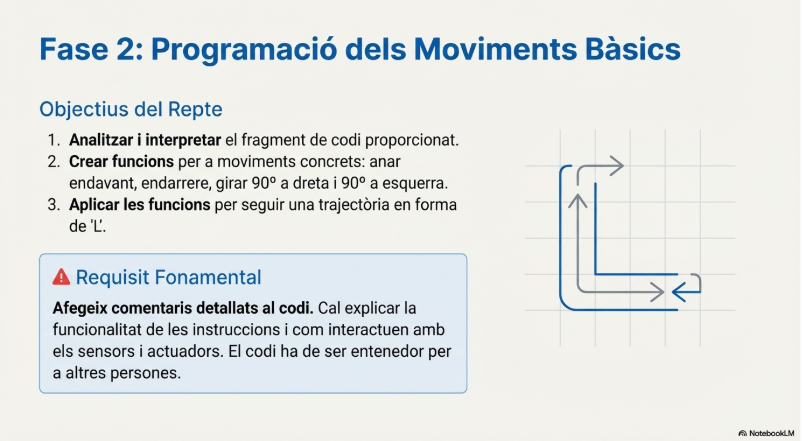 Fase 2: Programació dels Moviments Bàsics
Objectius del Repte
1. Analitzar i interpretar el fragment de codi proporcionat.
2. Crear funcions per a moviments concrets: anar
endavant, endarrere, girar 90º a dreta i 90º a esquerra.
3. Aplicar les funcions per seguir una trajectòria en forma
de 'L'.
Requisit Fonamental
Afegeix comentaris detallats al codi. Cal explicar la
funcionalitat de les instruccions i com interactuen amb
els sensors i actuadors. El codi ha de ser entenedor per
a altres persones.
NotebookLM